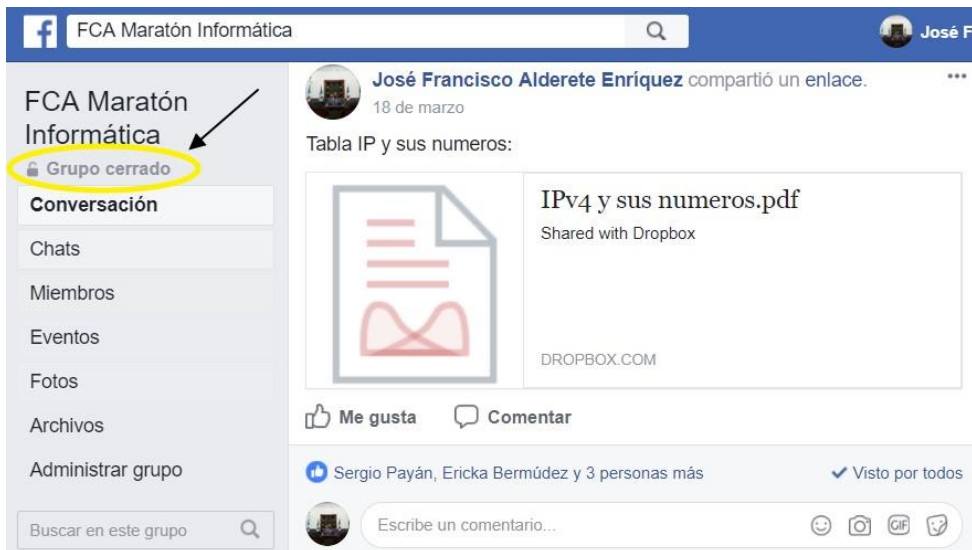 f
FCA Maratón Informática
José F
FCA Maratón
Informática
Grupo cerrado
Conversación
Chats
Miembros
Eventos
Fotos
Archivos
Administrar grupo
Buscar en este grupo
José Francisco Alderete Enríquez compartió un enlace.
18 de marzo
Tabla IP y sus numeros:
IPv4 y sus numeros.pdf
Shared with Dropbox
DROPBOX.COM
Me gusta
Comentar
Sergio Payán, Ericka Bermúdez y 3 personas más
Visto por todos
Escribe un comentario...
GIF